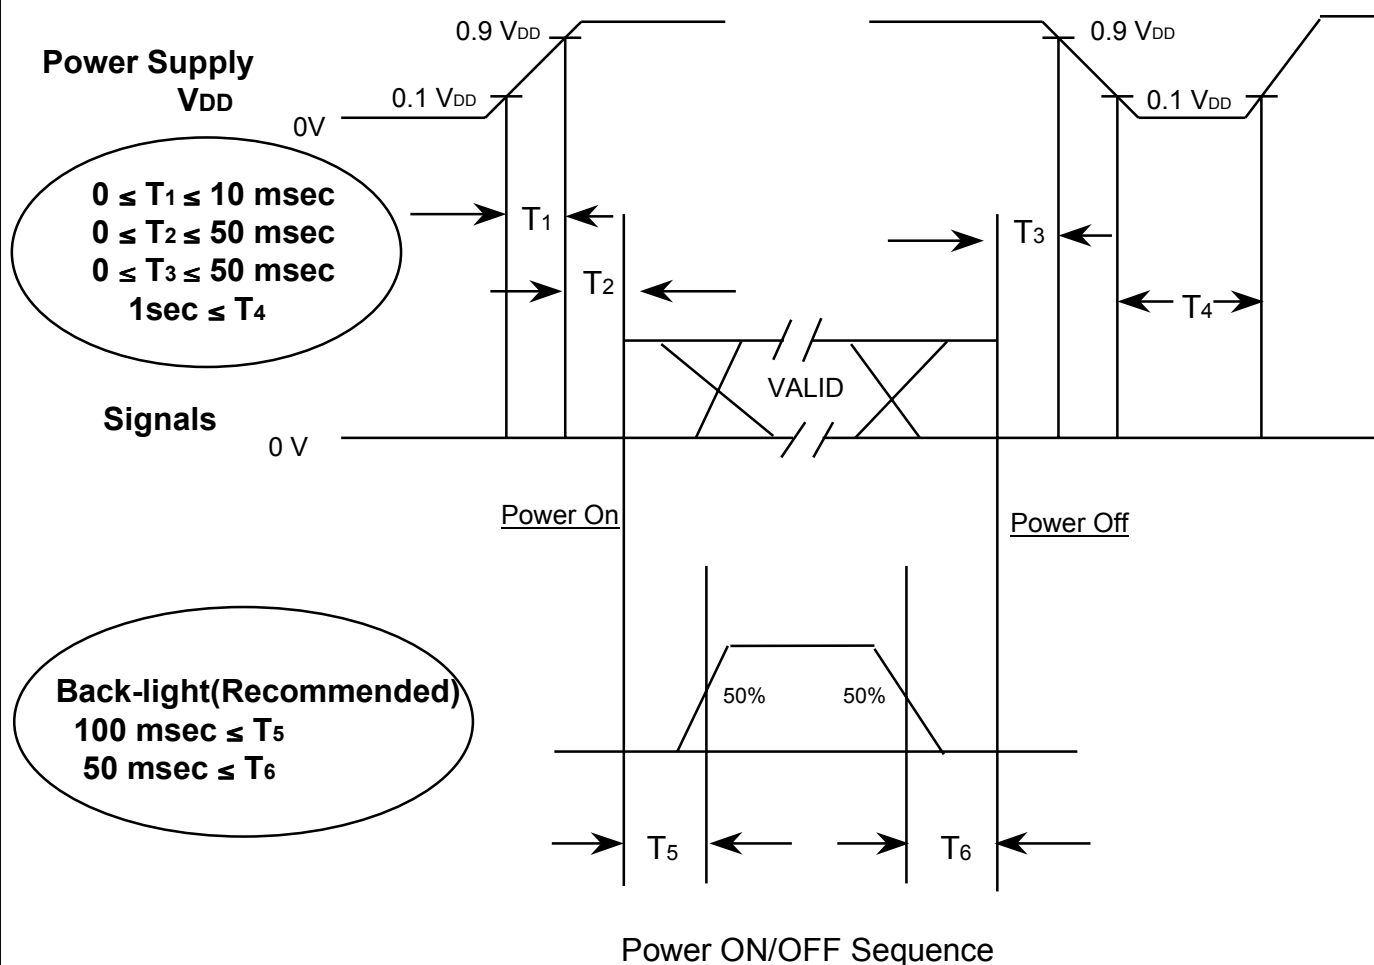 0.9 VDD
0.9 VDD
Power Supply
VDD
0.1 VDD
0.1 VDD
0V
0 ≤ T1 ≤ 10 msec
0 ≤ T2 ≤ 50 msec
0 ≤ T3 ≤ 50 msec
1sec ≤ T4
T1
T3
T2
T4
VALID
Signals
0 V
Power On
Power Off
Back-light(Recommended)
100 msec ≤ T5
50 msec ≤ T6
50%
50%
T5
T6
Power ON/OFF Sequence